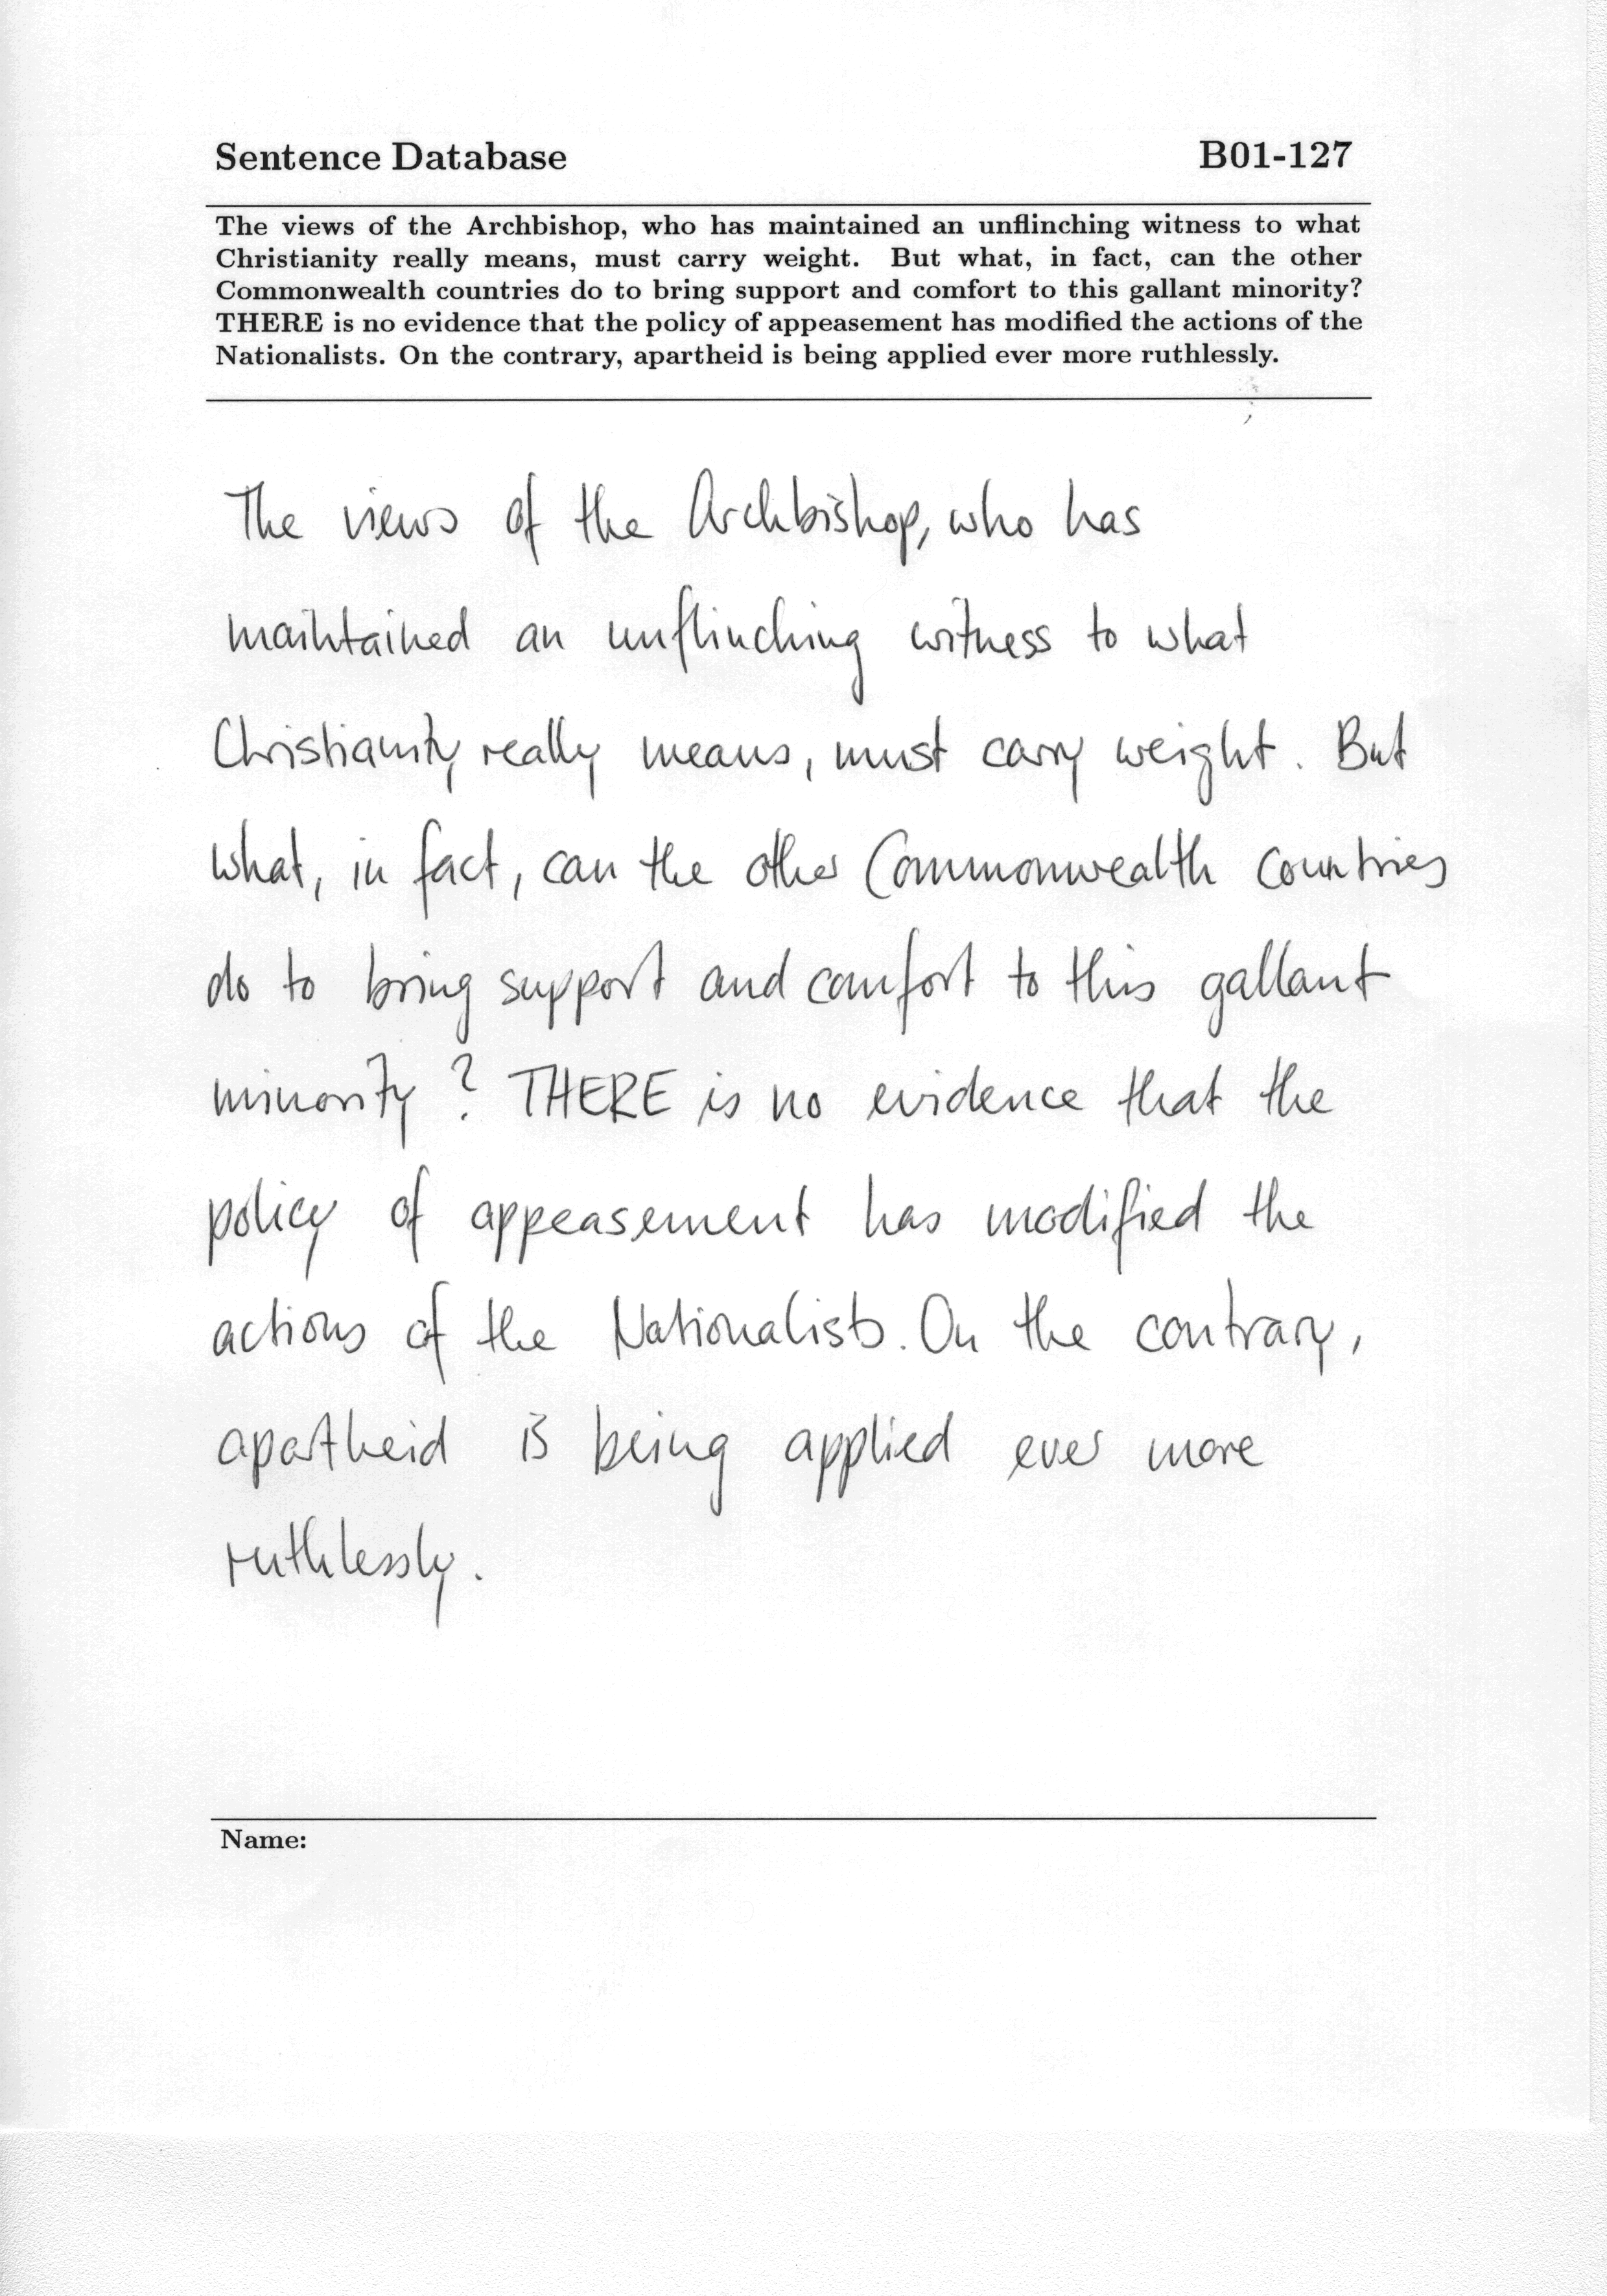 Sentence Database B01-127
The views of the Archbishop, who has maintained an unflinching witness to what
Christianity really means, must carry weight. But what, in fact, can the other
Commonwealth countries do to bring support and comfort to this gallant minority?
THERE is no evidence that the policy of appeasement has modified the actions of the
Nationalists. On the contrary, apartheid is being applied ever more ruthlessly.
The views of the Archbishop, who has
maintained an unflinching witness to what
Christianity really means, must carry weight. But
what, in fact, can the other Commonwealth countries
do to bring support and comfort to this gallant
minority? THERE is no evidence that the
policy of appeasement has modified the
actions of the Nationalists. On the contrary,
apartheid is being applied ever more
ruthlessly.
Name: